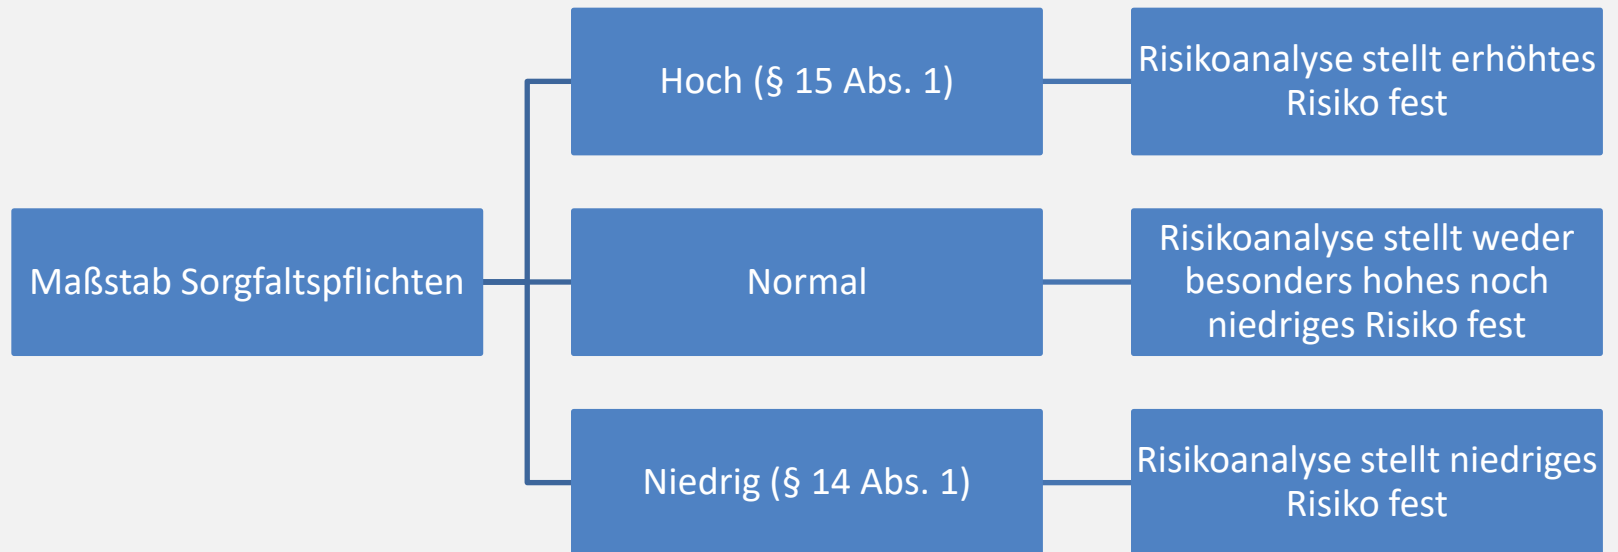 Maßstab Sorgfaltspflichten
Hoch (§ 15 Abs. 1)
Risikoanalyse stellt erhöhtes
Risiko fest
Normal
Risikoanalyse stellt weder
besonders hohes noch
niedriges Risiko fest
Niedrig (§ 14 Abs. 1)
Risikoanalyse stellt niedriges
Risiko fest